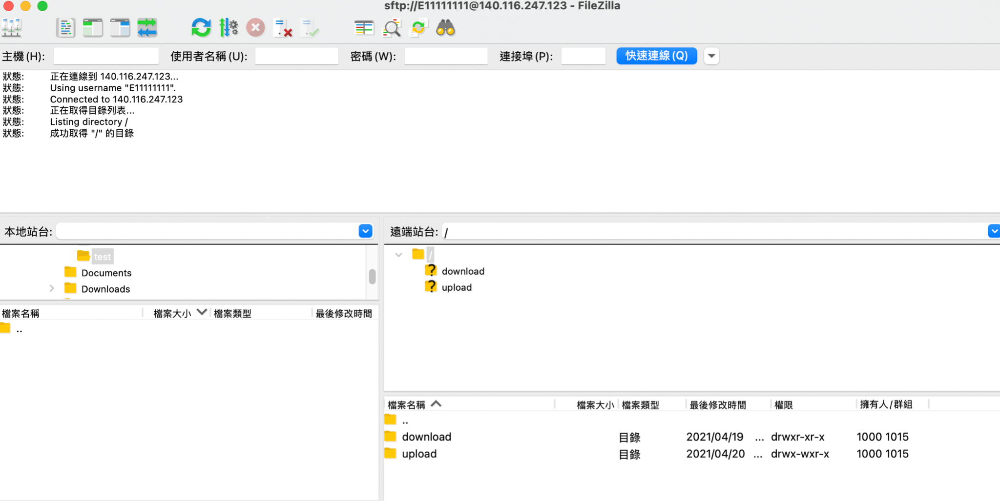 sftp://E11111111@140.116.247.123 - FileZilla
主機(H): 使用者名稱(U): 密碼(W): 連接埠(P): 快速連線(Q)
狀態: 正在連線到 140.116.247.123...
狀態: Using username "E11111111".
狀態: Connected to 140.116.247.123
狀態: 正在取得目錄列表...
狀態: Listing directory /
狀態: 成功取得 "/" 的目錄
本地站台:
test
Documents
Downloads
檔案名稱 檔案大小 檔案類型 最後修改時間
..
遠端站台: /
/
download
upload
檔案名稱 檔案大小 檔案類型 最後修改時間 權限 擁有人/群組
..
download 目錄 2021/04/19 ... drwxr-xr-x 1000 1015
upload 目錄 2021/04/20 ... drwx-wxr-x 1000 1015